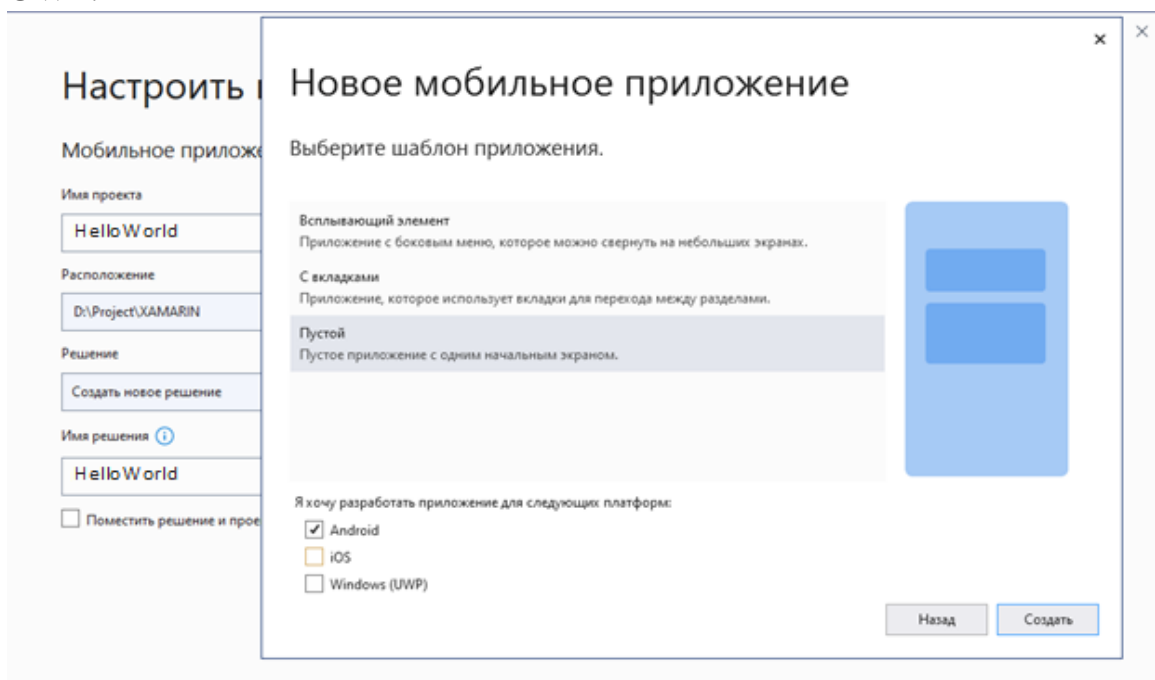 Настроить
Мобильное прилож
Имя проекта
HelloWorld
Расположение
D:\Project\XAMARIN
Решение
Создать новое решение
Имя решения
HelloWorld
Поместить решение и прое
Новое мобильное приложение
Выберите шаблон приложения.
Всплывающий элемент
Приложение с боковым меню, которое можно свернуть на небольших экранах.
С вкладками
Приложение, которое использует вкладки для перехода между разделами.
Пустой
Пустое приложение с одним начальным экраном.
Я хочу разработать приложение для следующих платформ:
Android
iOS
Windows (UWP)
Назад Создать